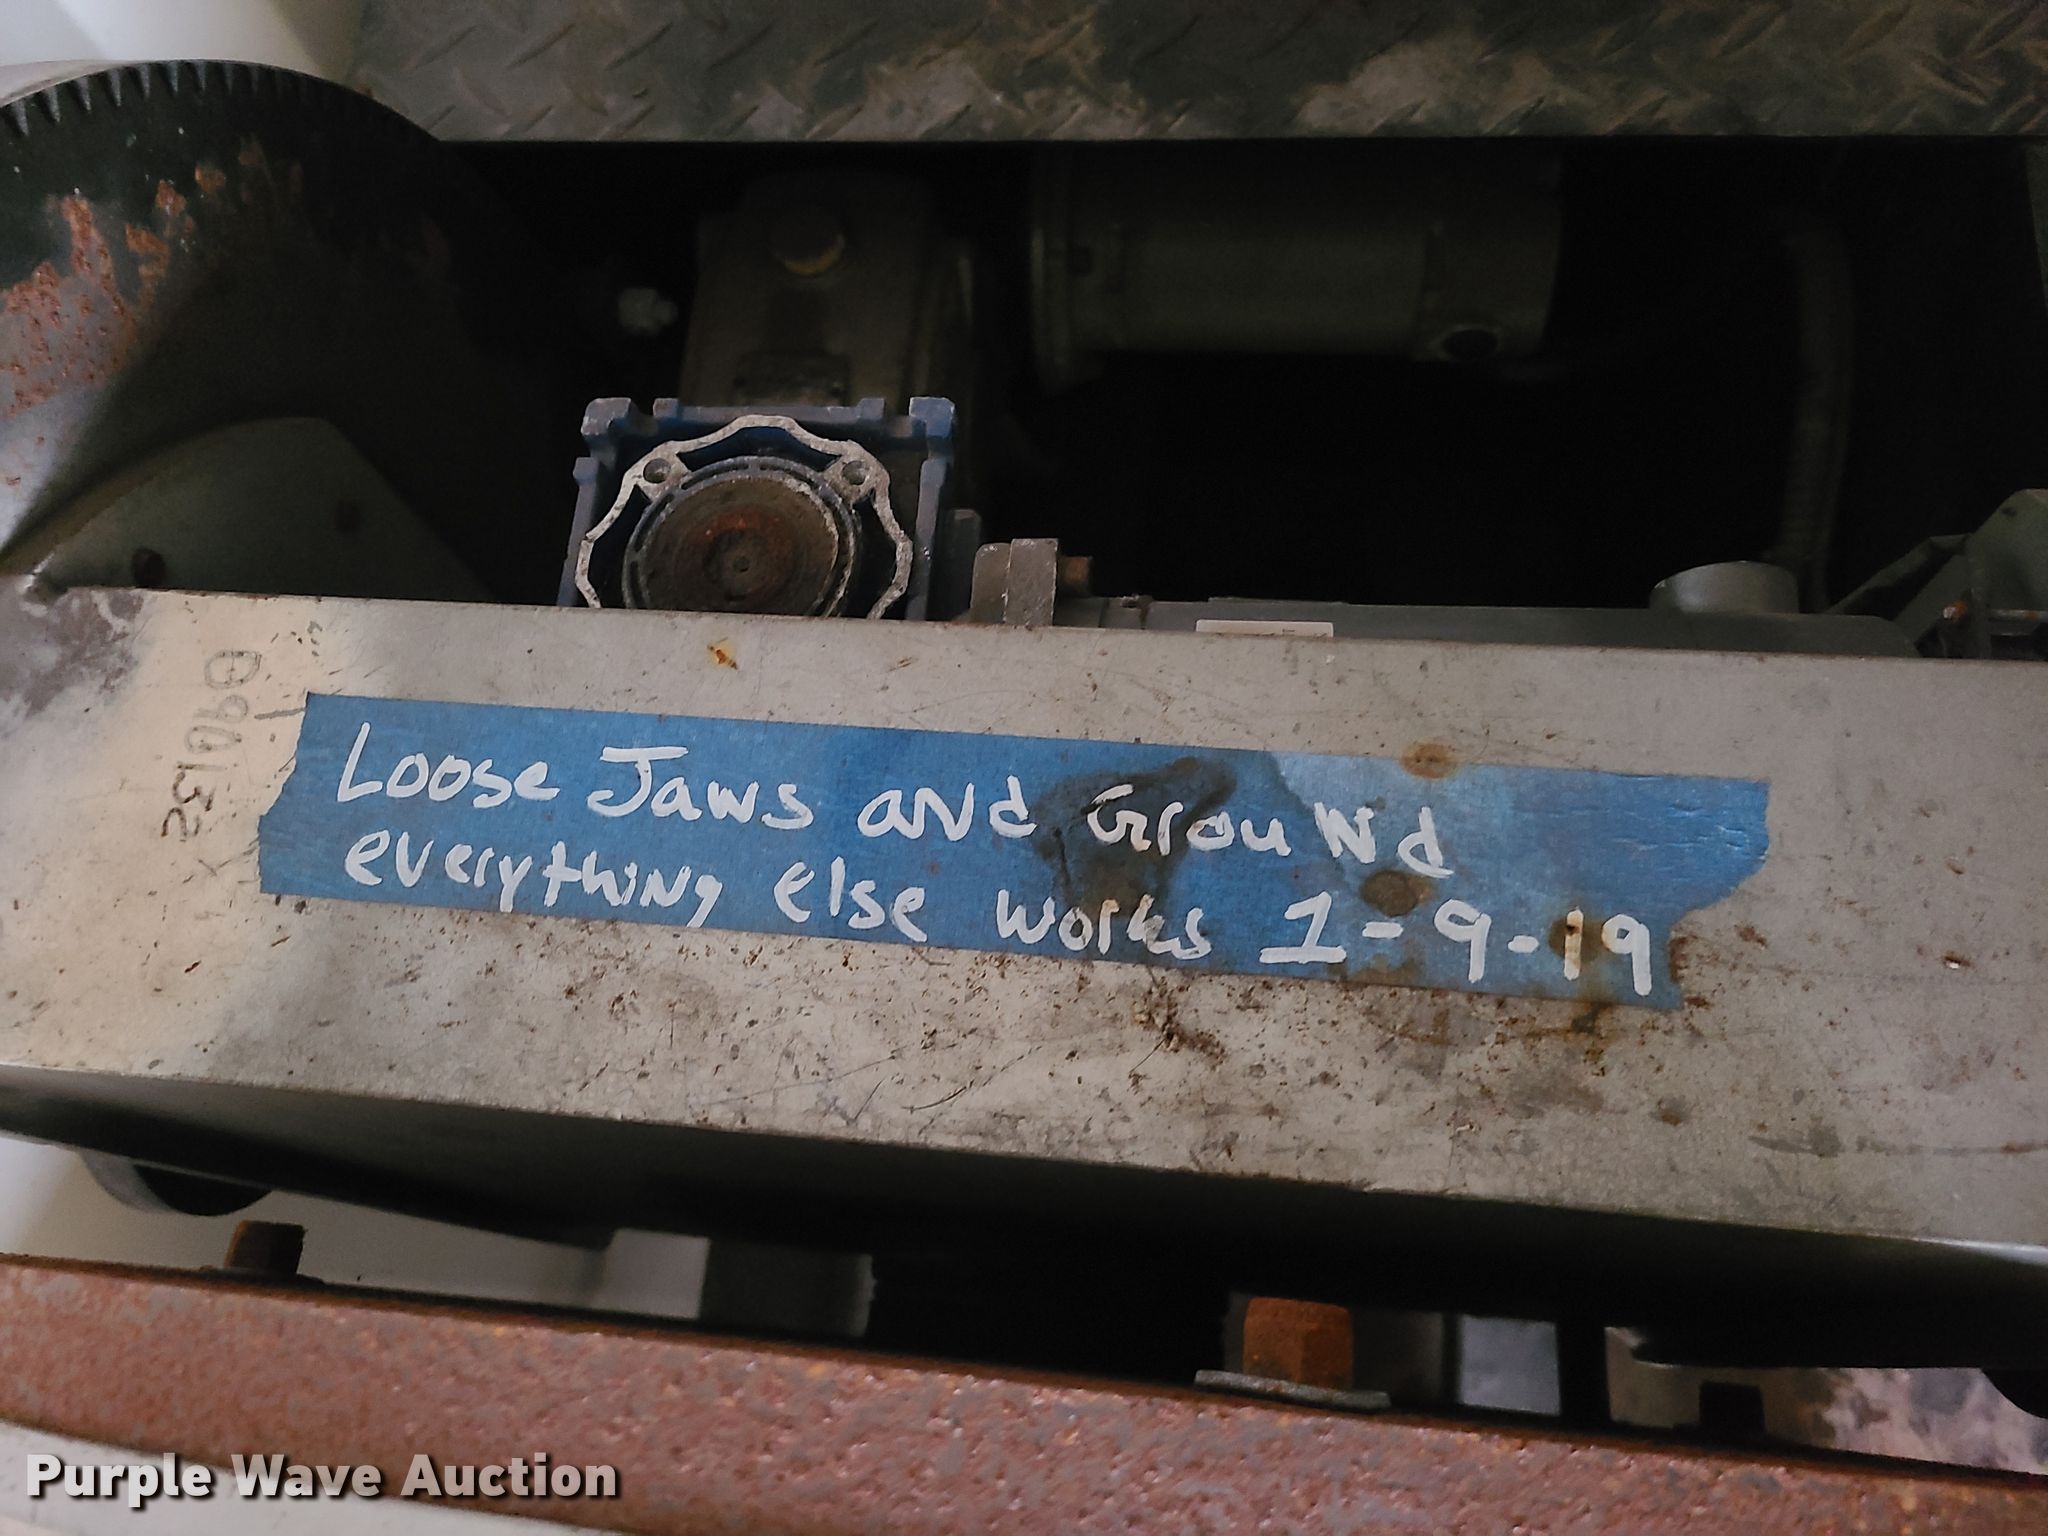 Loose Jaws and Ground
everything else works 1-9-19
Purple Wave Auction